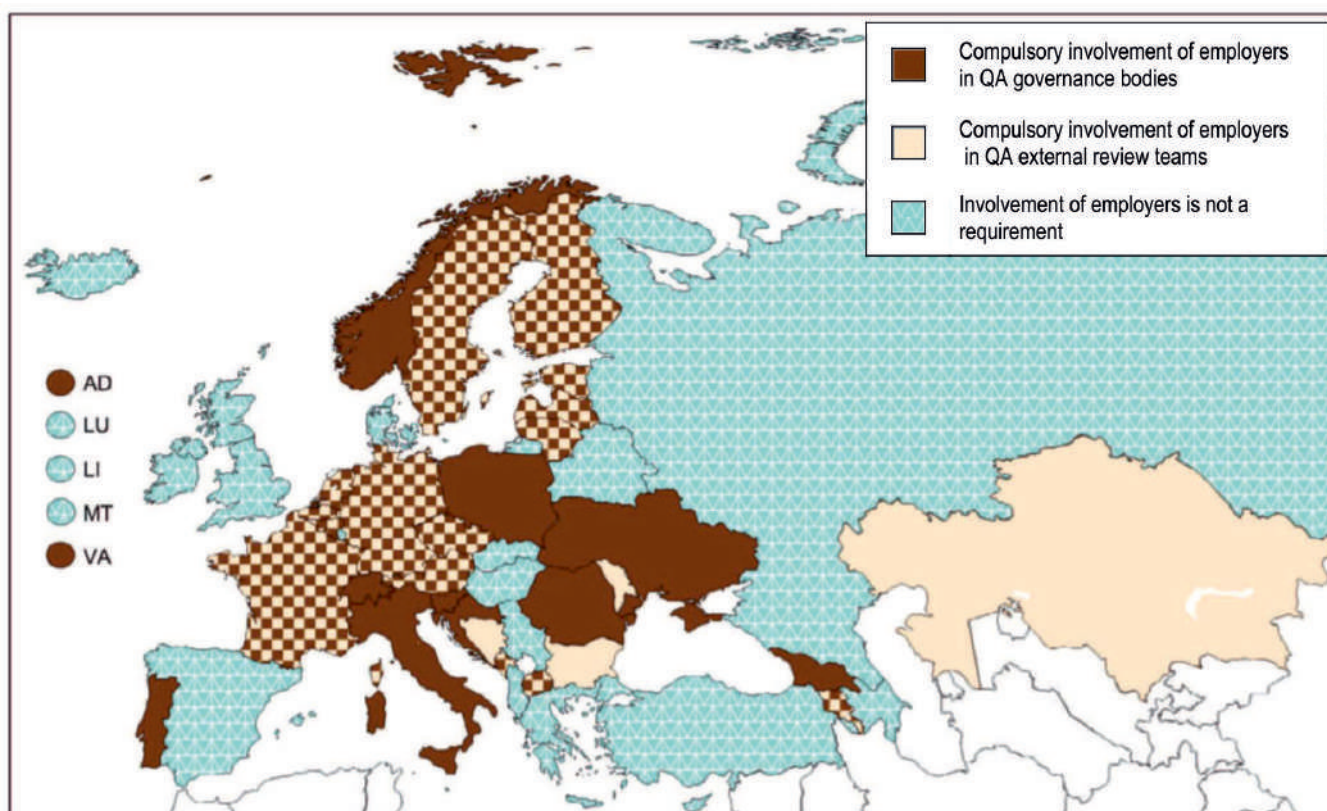 Compulsory involvement of employers
in QA governance bodies
Compulsory involvement of employers
in QA external review teams
Involvement of employers is not a
requirement
AD
LU
LI
MT
VA